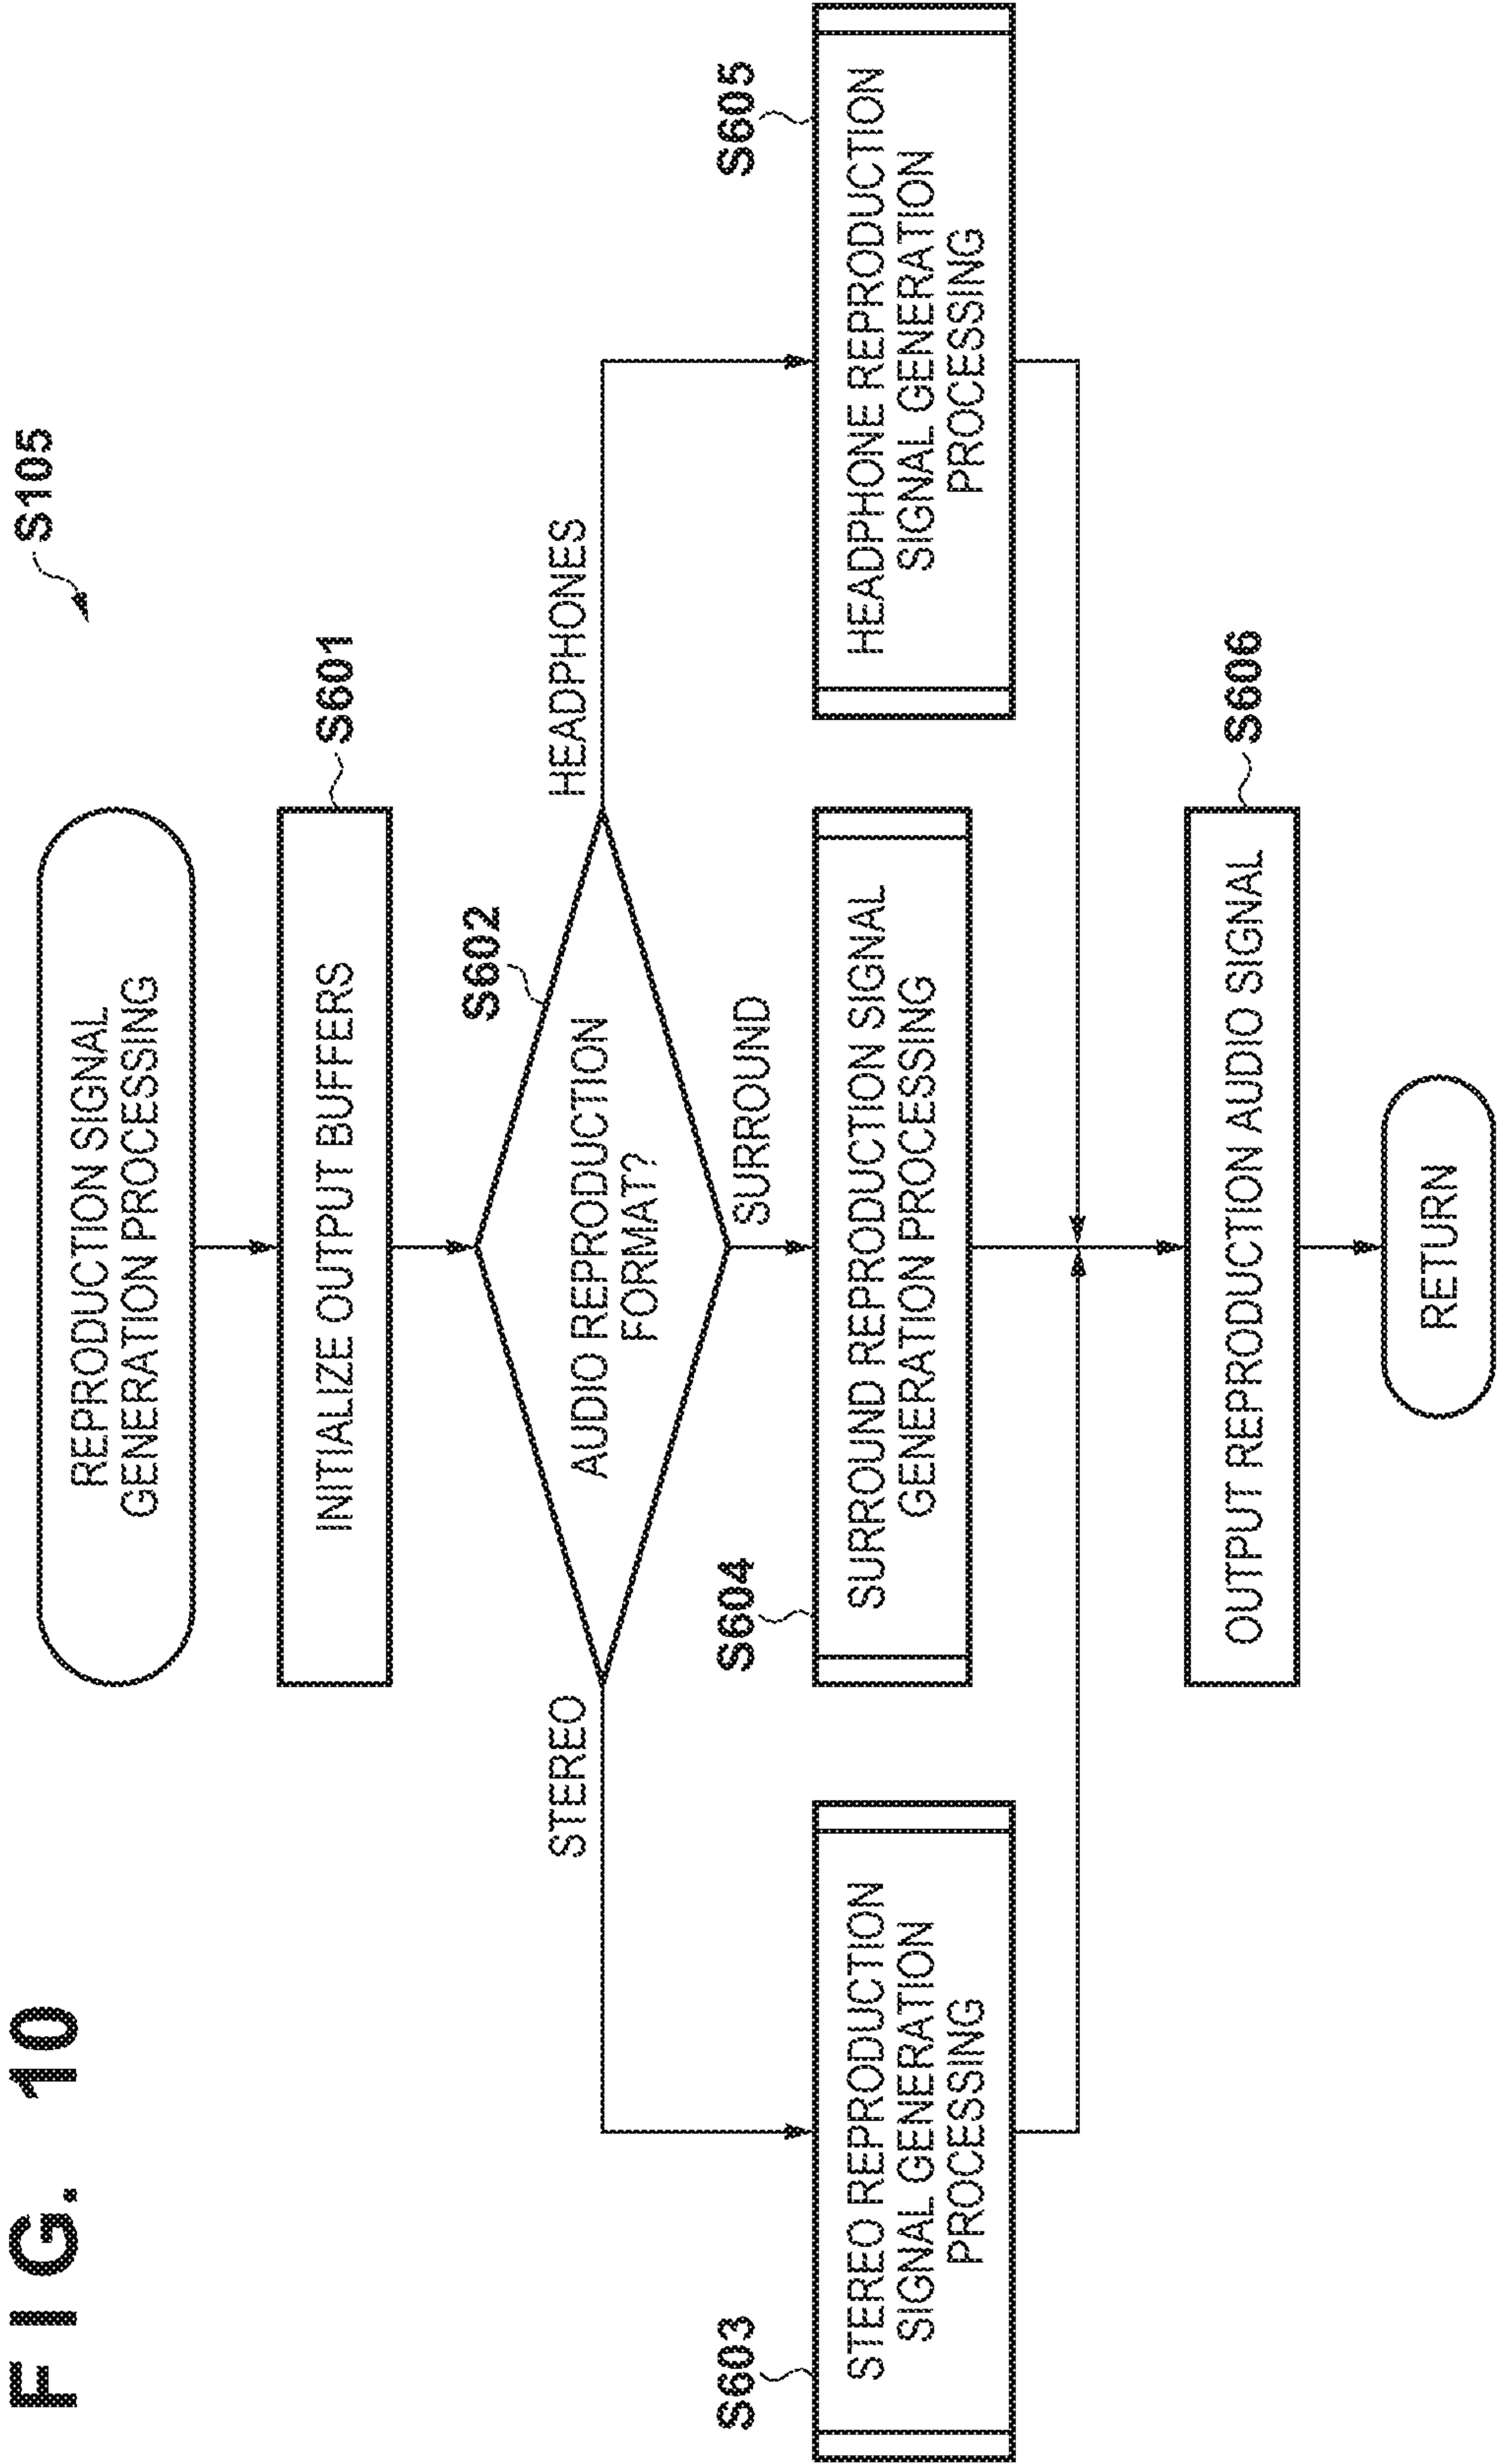 FIG. 10
S105
REPRODUCTION SIGNAL
GENERATION PROCESSING
S601
INITIALIZE OUTPUT BUFFERS
S602
AUDIO REPRODUCTION
FORMAT?
STEREO
HEADPHONES
SURROUND
S603
STEREO REPRODUCTION
SIGNAL GENERATION
PROCESSING
S604
SURROUND REPRODUCTION SIGNAL
GENERATION PROCESSING
S605
HEADPHONE REPRODUCTION
SIGNAL GENERATION
PROCESSING
S606
OUTPUT REPRODUCTION AUDIO SIGNAL
RETURN